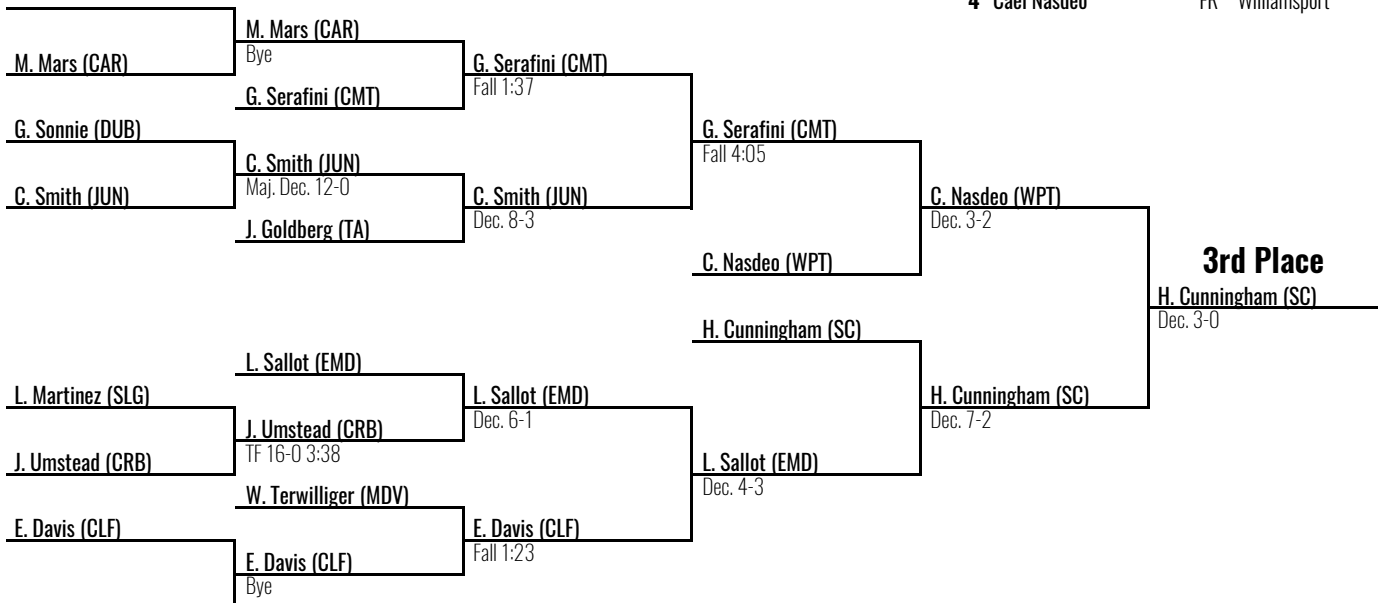 4 Cael Nasdeo FR Williamsport
M. Mars (CAR)
Bye
M. Mars (CAR)
G. Serafini (CMT)
Fall 1:37
G. Serafini (CMT)
G. Sonnie (DUB)
G. Serafini (CMT)
Fall 4:05
C. Smith (JUN)
Maj. Dec. 12-0
C. Smith (JUN)
C. Smith (JUN)
Dec. 8-3
C. Nasdeo (WPT)
Dec. 3-2
J. Goldberg (TA)
C. Nasdeo (WPT)
3rd Place
H. Cunningham (SC)
Dec. 3-0
H. Cunningham (SC)
L. Sallot (EMD)
L. Martinez (SLG)
L. Sallot (EMD)
Dec. 6-1
H. Cunningham (SC)
Dec. 7-2
J. Umstead (CRB)
TF 16-0 3:38
J. Umstead (CRB)
L. Sallot (EMD)
Dec. 4-3
W. Terwilliger (MDV)
E. Davis (CLF)
E. Davis (CLF)
Fall 1:23
E. Davis (CLF)
Bye